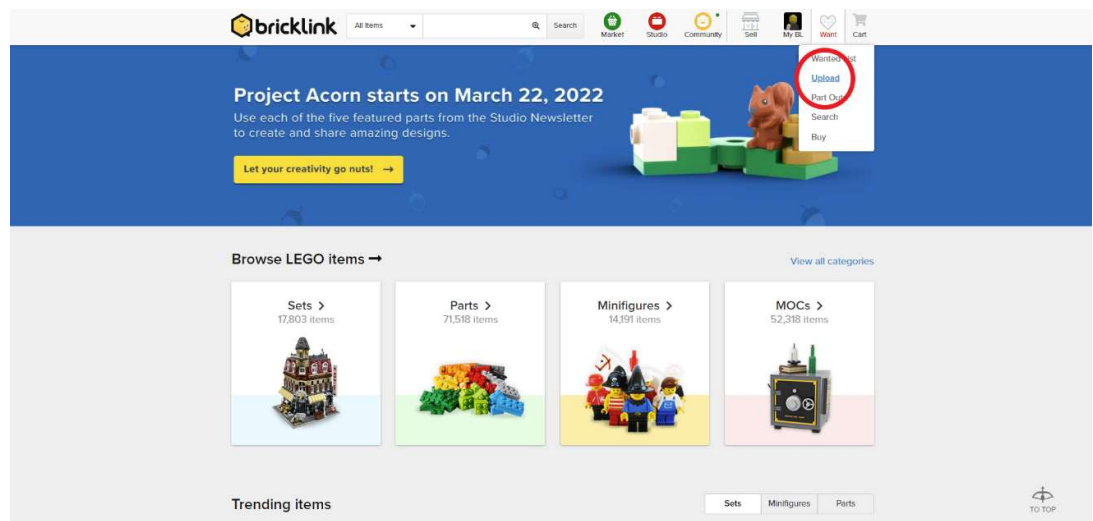 bricklink
All Items
Search
Market
Studio
Community
Sell
My BL
Want
Cart
Wanted List
Upload
Part Out
Search
Buy
Project Acorn starts on March 22, 2022
Use each of the five featured parts from the Studio Newsletter
to create and share amazing designs.
Let your creativity go nuts! →
Browse LEGO items →
View all categories
Sets >
17,803 items
Parts >
71,518 items
Minifigures >
14,191 items
MOCs >
52,318 items
Trending items
Sets
Minifigures
Parts
TO TOP